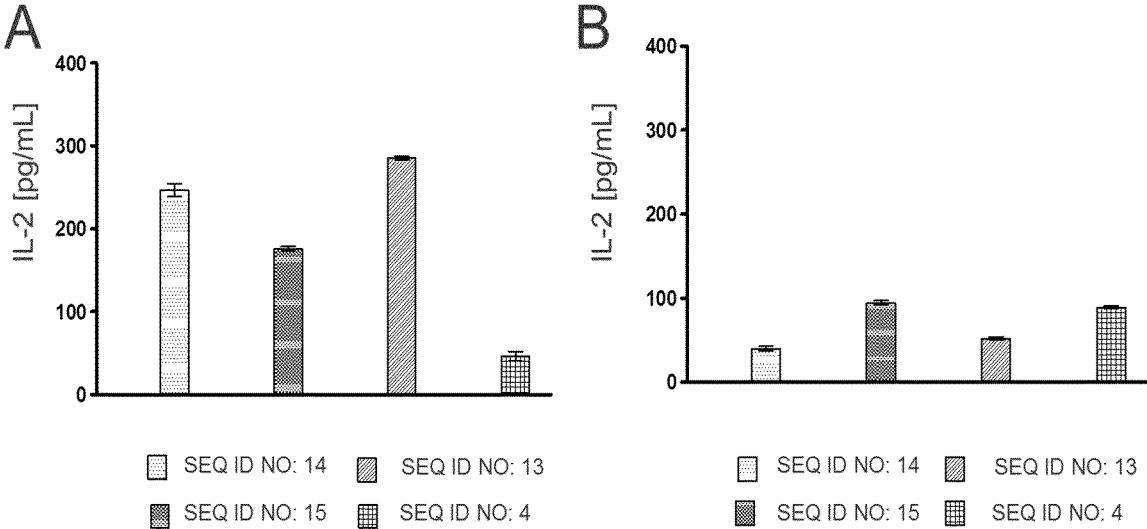 A
IL-2 [pg/mL]
400
300
200
100
0
SEQ ID NO: 14
SEQ ID NO: 13
SEQ ID NO: 15
SEQ ID NO: 4
B
IL-2 [pg/mL]
400
300
200
100
0
SEQ ID NO: 14
SEQ ID NO: 13
SEQ ID NO: 15
SEQ ID NO: 4